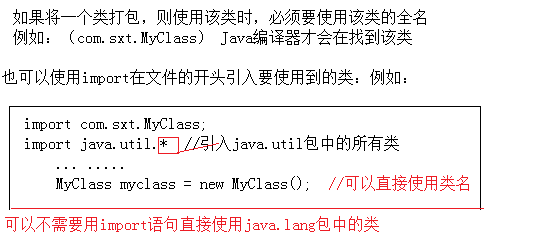 如果将一个类打包，则使用该类时，必须要使用该类的全名
例如：（com.sxt.MyClass） Java编译器才会在找到该类
也可以使用import在文件的开头引入要使用到的类：例如：
import com.sxt.MyClass;
import java.util.* //引入java.util包中的所有类
... .....
MyClass myclass = new MyClass(); //可以直接使用类名
可以不需要用import语句直接使用java.lang包中的类